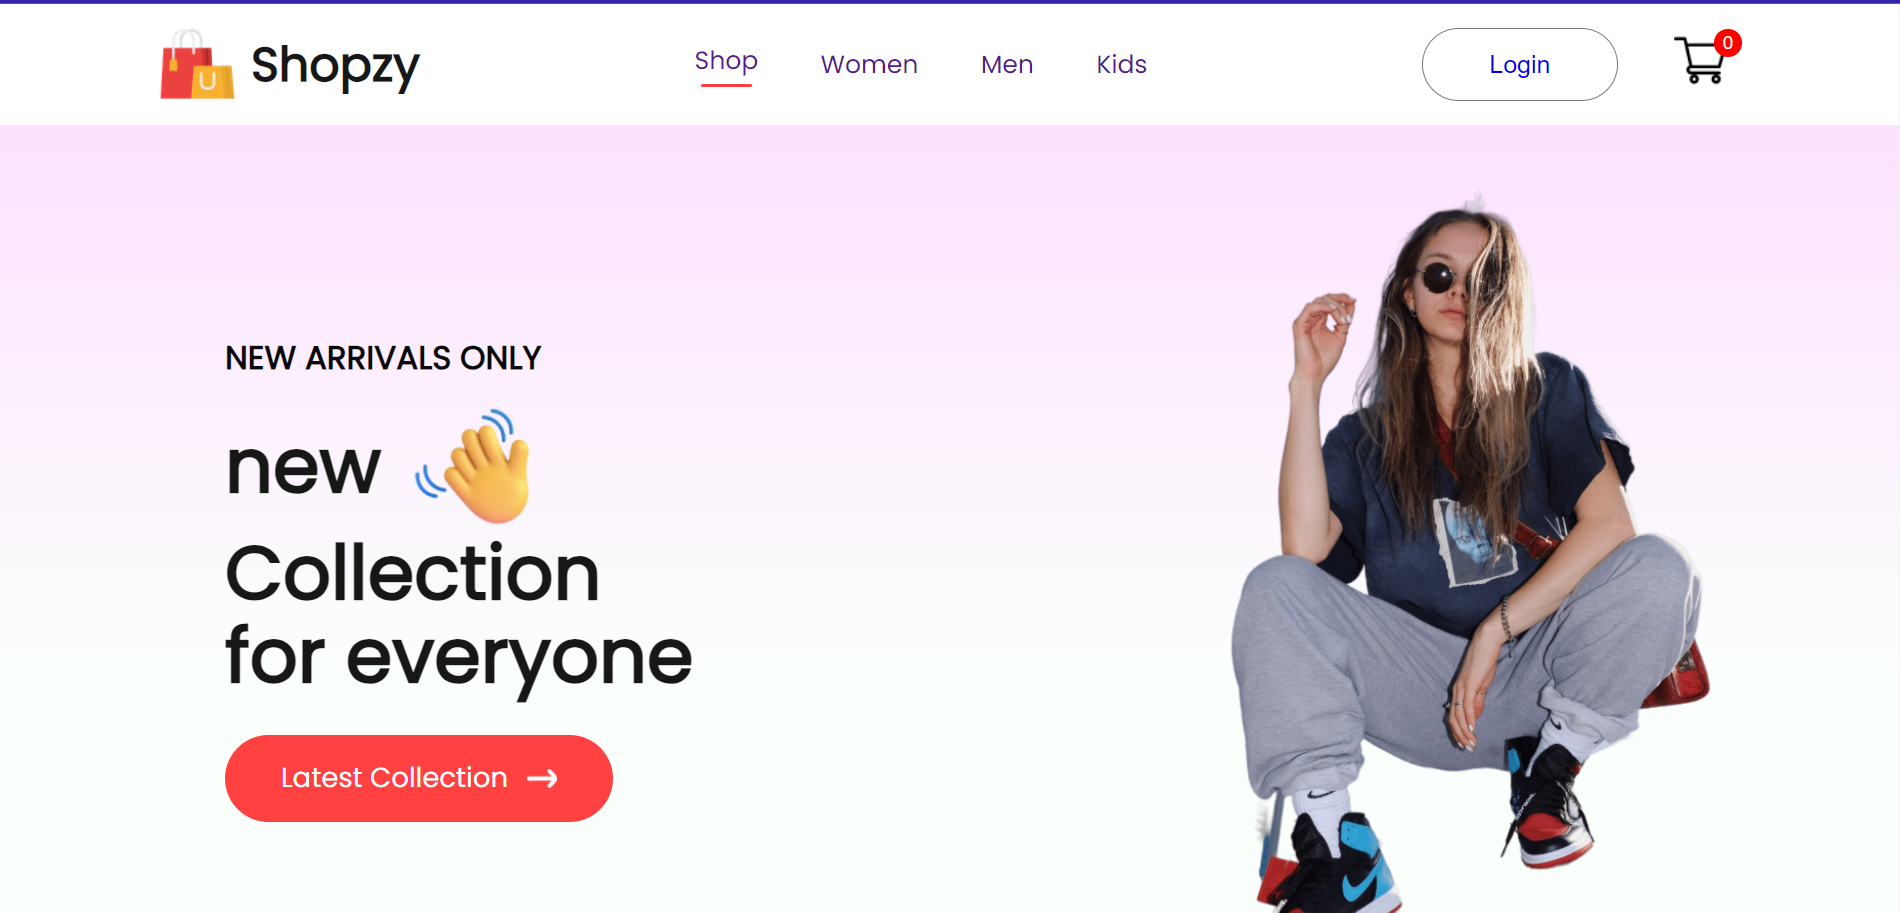 Shopzy
Shop Women Men Kids
Login
0
NEW ARRIVALS ONLY
new
Collection
for everyone
Latest Collection →
U